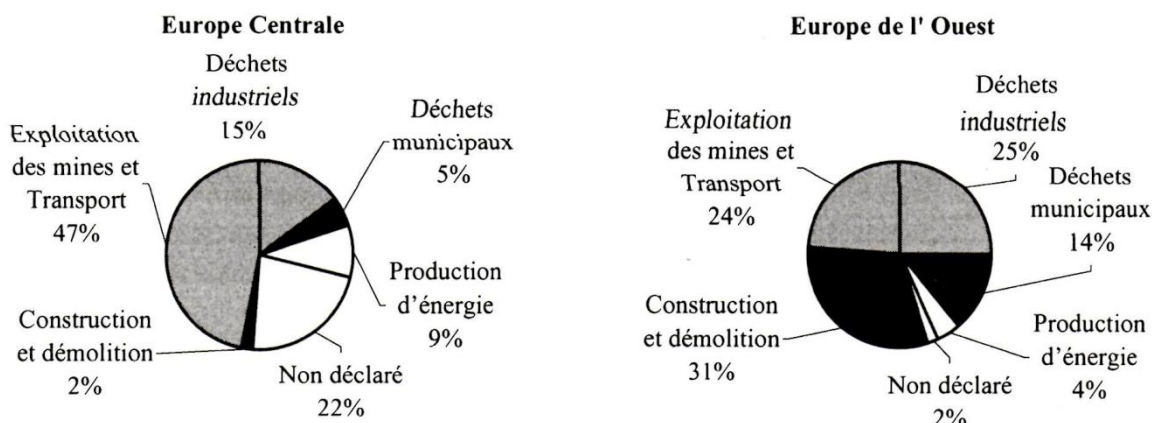 Europe Centrale
Déchets
industriels
15%
Déchets
municipaux
5%
Exploitation
des mines et
Transport
47%
Production
d'énergie
9%
Construction
et démolition
2%
Non déclaré
22%
Europe de l' Ouest
Déchets
industriels
25%
Exploitation
des mines et
Transport
24%
Déchets
municipaux
14%
Construction
et démolition
31%
Production
d'énergie
4%
Non déclaré
2%